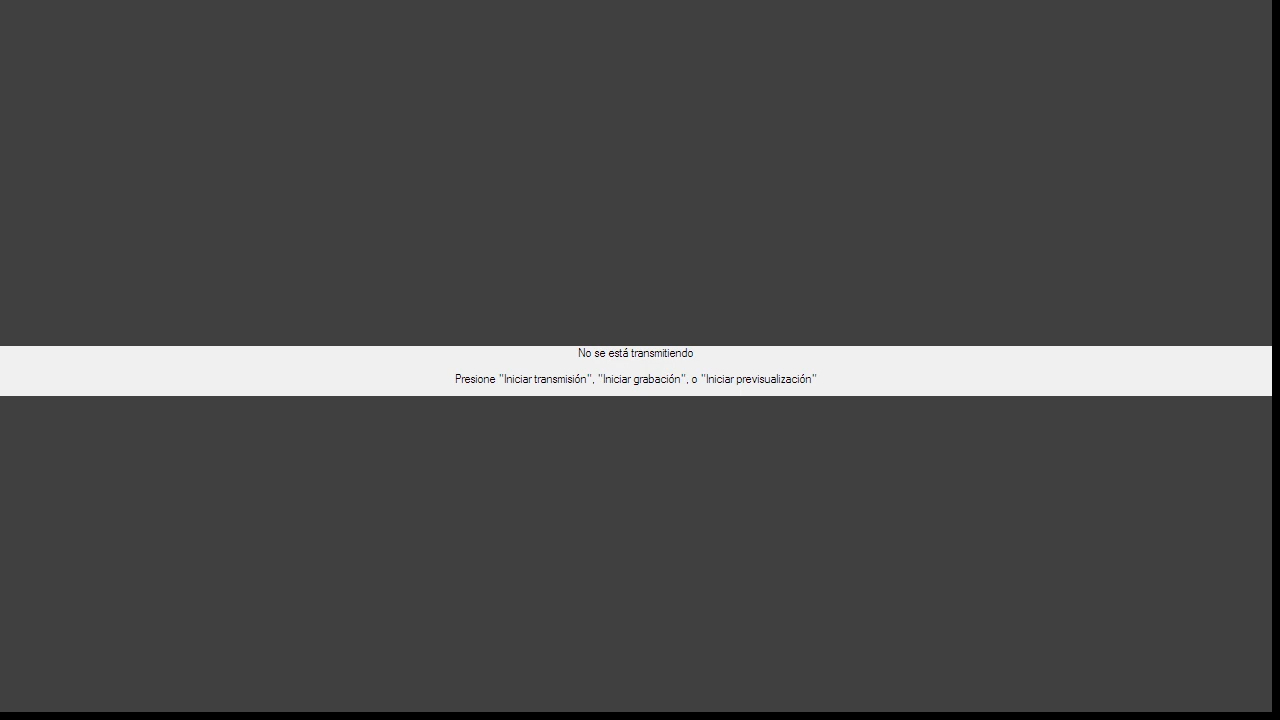 No se está transmitiendo
Presione "Iniciar transmisión", "Iniciar grabación", o "Iniciar previsualización"